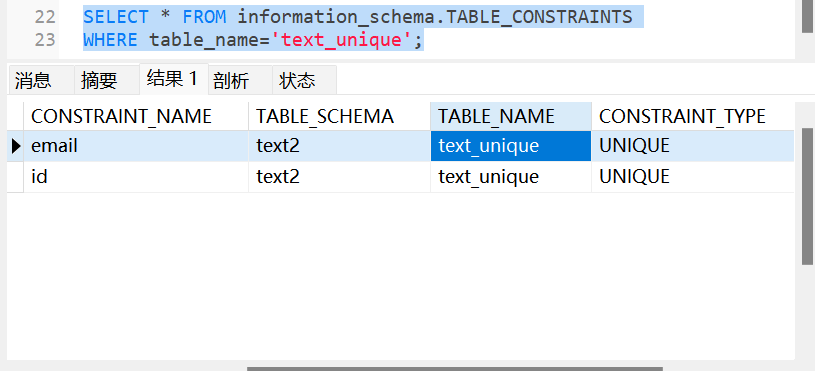 22 SELECT * FROM information_schema.TABLE_CONSTRAINTS
23 WHERE table_name='text_unique';
消息 摘要 结果 1 剖析 状态
CONSTRAINT_NAME TABLE_SCHEMA TABLE_NAME CONSTRAINT_TYPE
email text2 text_unique UNIQUE
id text2 text_unique UNIQUE